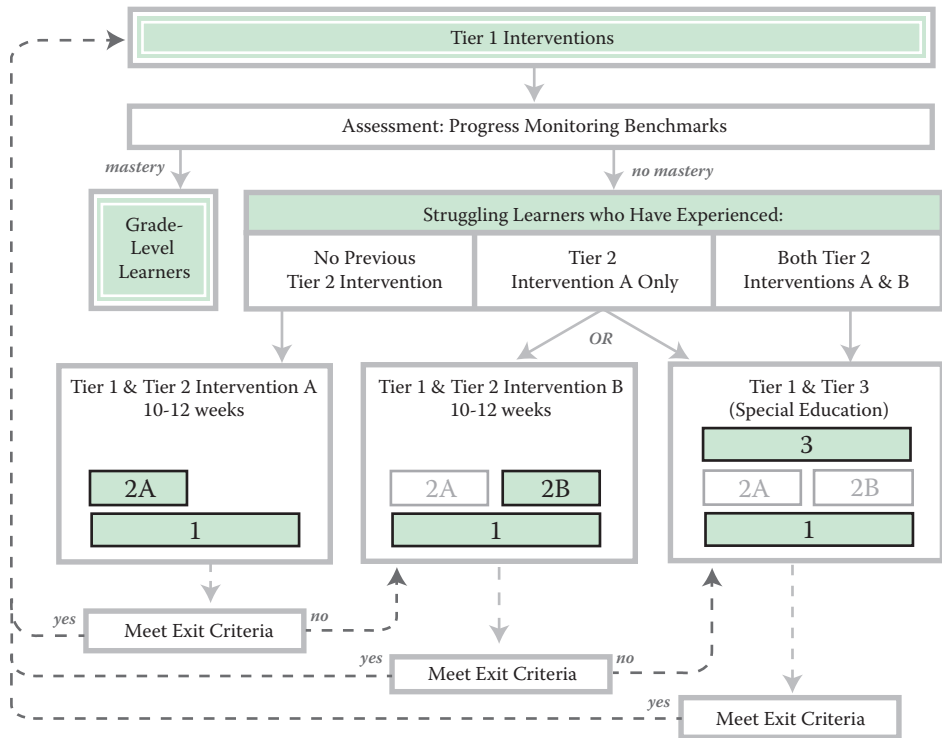 Tier 1 Interventions
Assessment: Progress Monitoring Benchmarks
mastery
no mastery
Grade-
Level
Learners
Struggling Learners who Have Experienced:
No Previous
Tier 2 Intervention
Tier 2
Intervention A Only
Both Tier 2
Interventions A & B
OR
Tier 1 & Tier 2 Intervention A
10-12 weeks
2A
1
Tier 1 & Tier 2 Intervention B
10-12 weeks
2A
2B
1
Tier 1 & Tier 3
(Special Education)
3
2A
2B
1
yes
Meet Exit Criteria
no
yes
Meet Exit Criteria
no
yes
Meet Exit Criteria